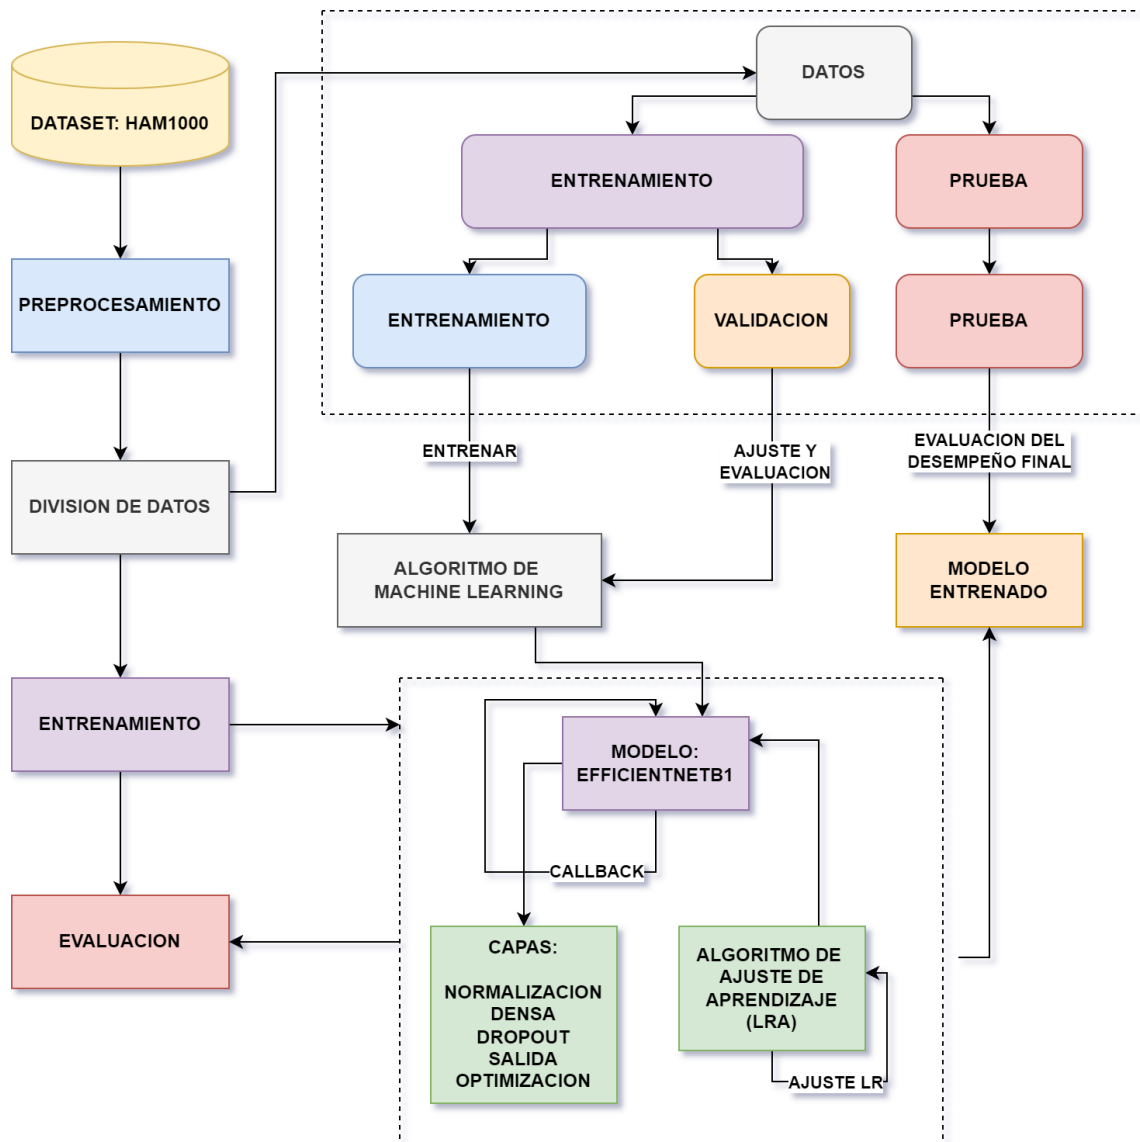 DATASET: HAM1000
PREPROCESAMIENTO
DIVISION DE DATOS
ENTRENAMIENTO
EVALUACION
DATOS
ENTRENAMIENTO
PRUEBA
ENTRENAMIENTO
VALIDACION
PRUEBA
ENTRENAR
AJUSTE Y
EVALUACION
EVALUACION DEL
DESEMPEÑO FINAL
ALGORITMO DE
MACHINE LEARNING
MODELO
ENTRENADO
MODELO:
EFFICIENTNETB1
CALLBACK
CAPAS:
NORMALIZACION
DENSA
DROPOUT
SALIDA
OPTIMIZACION
ALGORITMO DE
AJUSTE DE
APRENDIZAJE
(LRA)
AJUSTE LR